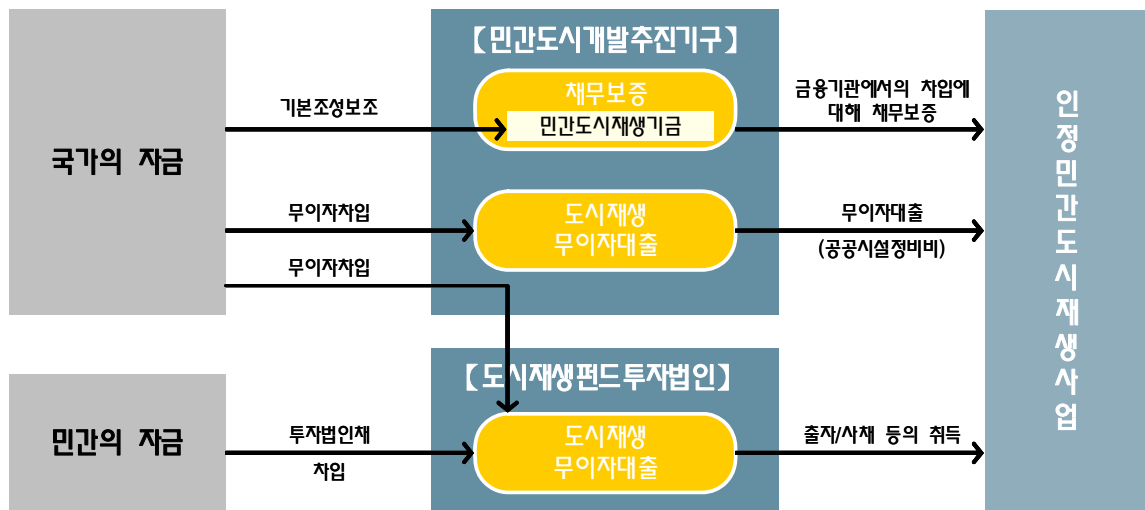 【민간도시개발추진기구】
국가의 자금
기본조성보조
채무보증
민간도시재생기금
금융기관에서의 차입에
대해 채무보증
무이자차입
도시재생
무이자대출
무이자대출
(공공시설정비비)
무이자차입
【도시재생펀드투자법인】
민간의 자금
투자법인채
차입
도시재생
무이자대출
출자/사채 등의 취득
인정민간도시재생사업